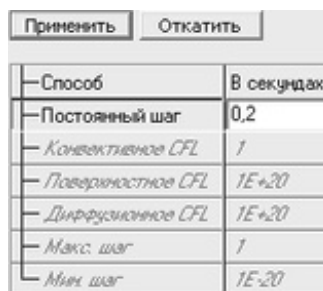 Применить Откатить
Способ В секундах
Постоянный шаг 0,2
Конвективное CFL 1
Поверхностное CFL 1E+20
Диффузионное CFL 1E+20
Макс. шаг 1
Мин. шаг 1E-20